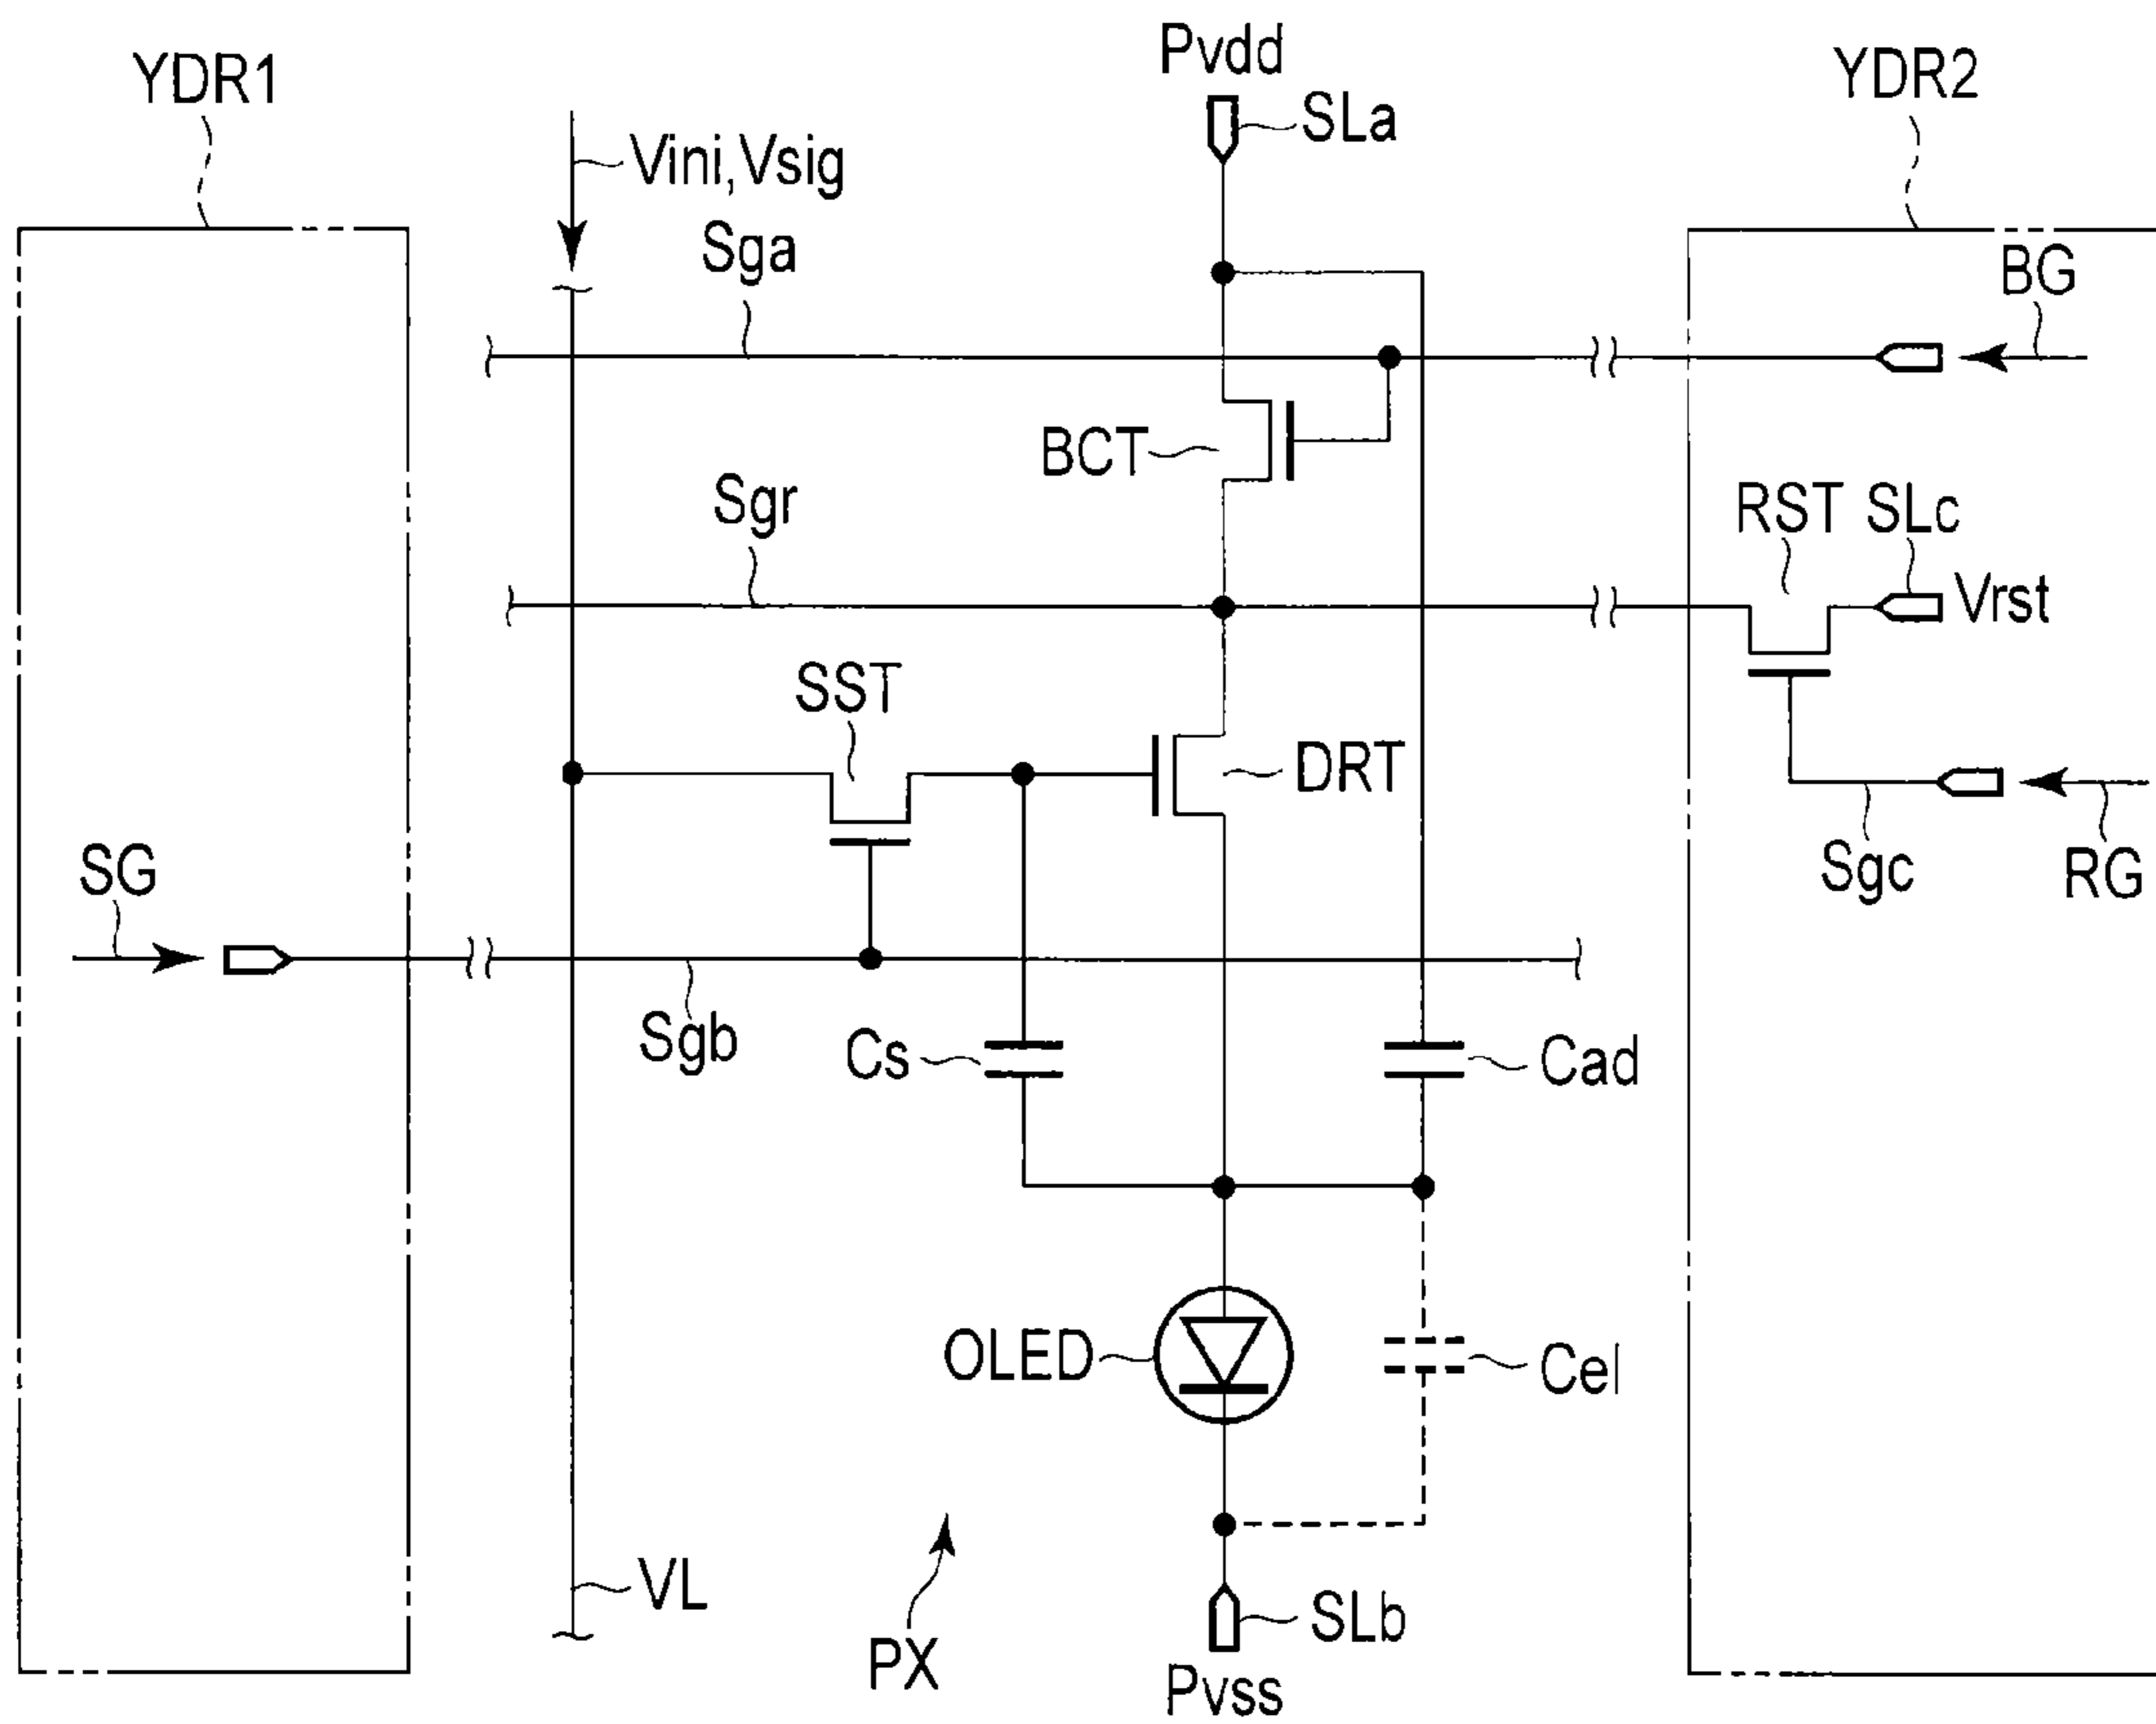 Pvdd
YDR1
YDR2
SLa
Vini,Vsig
Sga
BG
BCT
Sgr
RST SLc
Vrst
SST
DRT
SG
Sgc
RG
Sgb
Cs
Cad
OLED
Cel
VL
SLb
PX
Pvss